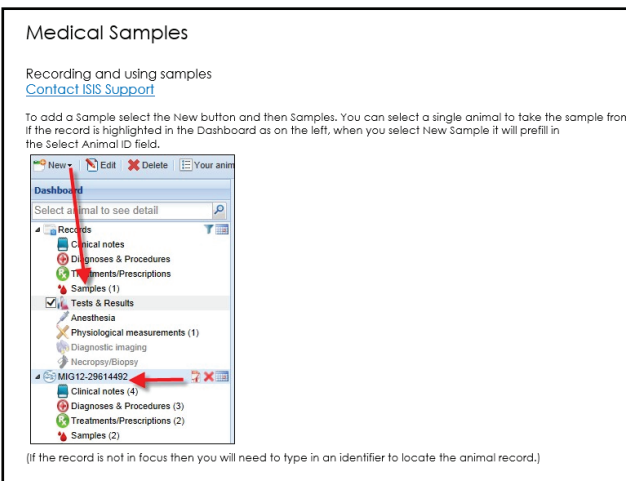 Medical Samples
Recording and using samples
Contact ISIS Support
To add a Sample select the New button and then Samples. You can select a single animal to take the sample from
If the record is highlighted in the Dashboard as on the left, when you select New Sample it will prefill in
the Select Animal ID field.
New Edit Delete Your anim
Dashboard
Select animal to see detail
Records
Clinical notes
Diagnoses & Procedures
Treatments/Prescriptions
Samples (1)
Tests & Results
Anesthesia
Physiological measurements (1)
Diagnostic imaging
Necropsy/Biopsy
MIG12-29614492
Clinical notes (4)
Diagnoses & Procedures (3)
Treatments/Prescriptions (2)
Samples (2)
(If the record is not in focus then you will need to type in an identifier to locate the animal record.)